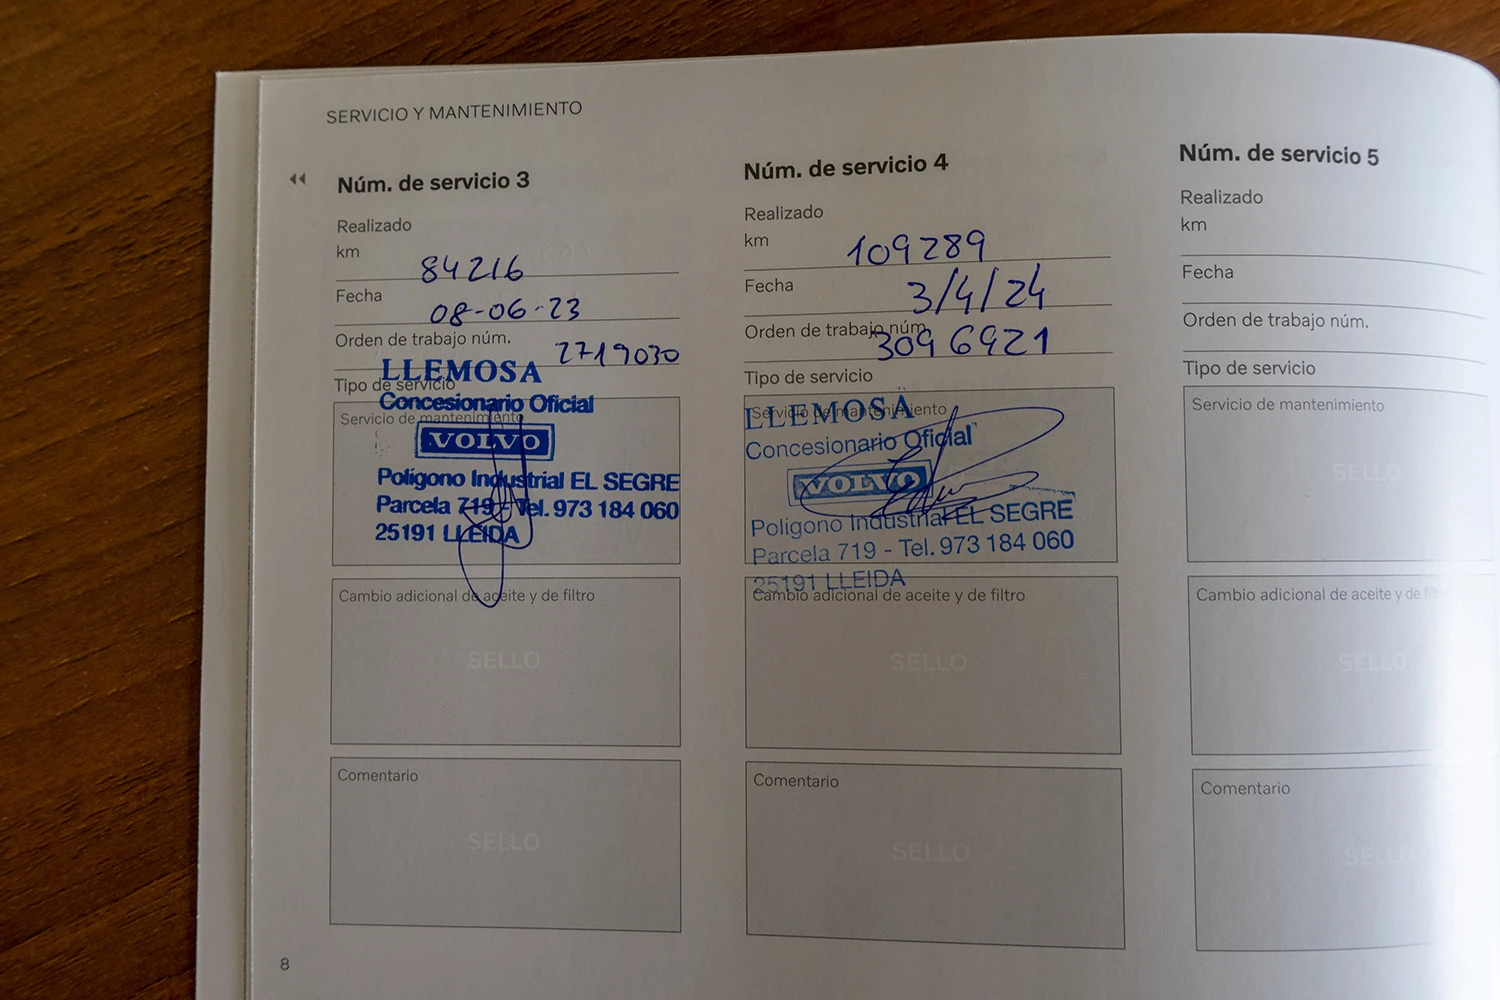 SERVICIO Y MANTENIMIENTO
Núm. de servicio 3
Realizado
km
84216
Fecha
08-06-23
Orden de trabajo núm.
2719030
Tipo de servicio
Servicio de mantenimiento
LLEMOSA
Concesionario Oficial
VOLVO
Polígono Industrial EL SEGRE
Parcela 719 - Tel. 973 184 060
25191 LLEIDA
Cambio adicional de aceite y de filtro
SELLO
Comentario
SELLO
Núm. de servicio 4
Realizado
km
109289
Fecha
3/4/24
Orden de trabajo núm.
3096921
Tipo de servicio
Servicio de mantenimiento
LLEMOSA
Concesionario Oficial
VOLVO
Polígono Industrial EL SEGRE
Parcela 719 - Tel. 973 184 060
25191 LLEIDA
Cambio adicional de aceite y de filtro
SELLO
Comentario
SELLO
Núm. de servicio 5
Realizado
km
Fecha
Orden de trabajo núm.
Tipo de servicio
Servicio de mantenimiento
SELLO
Cambio adicional de aceite y de
SELLO
Comentario
SELLO
8